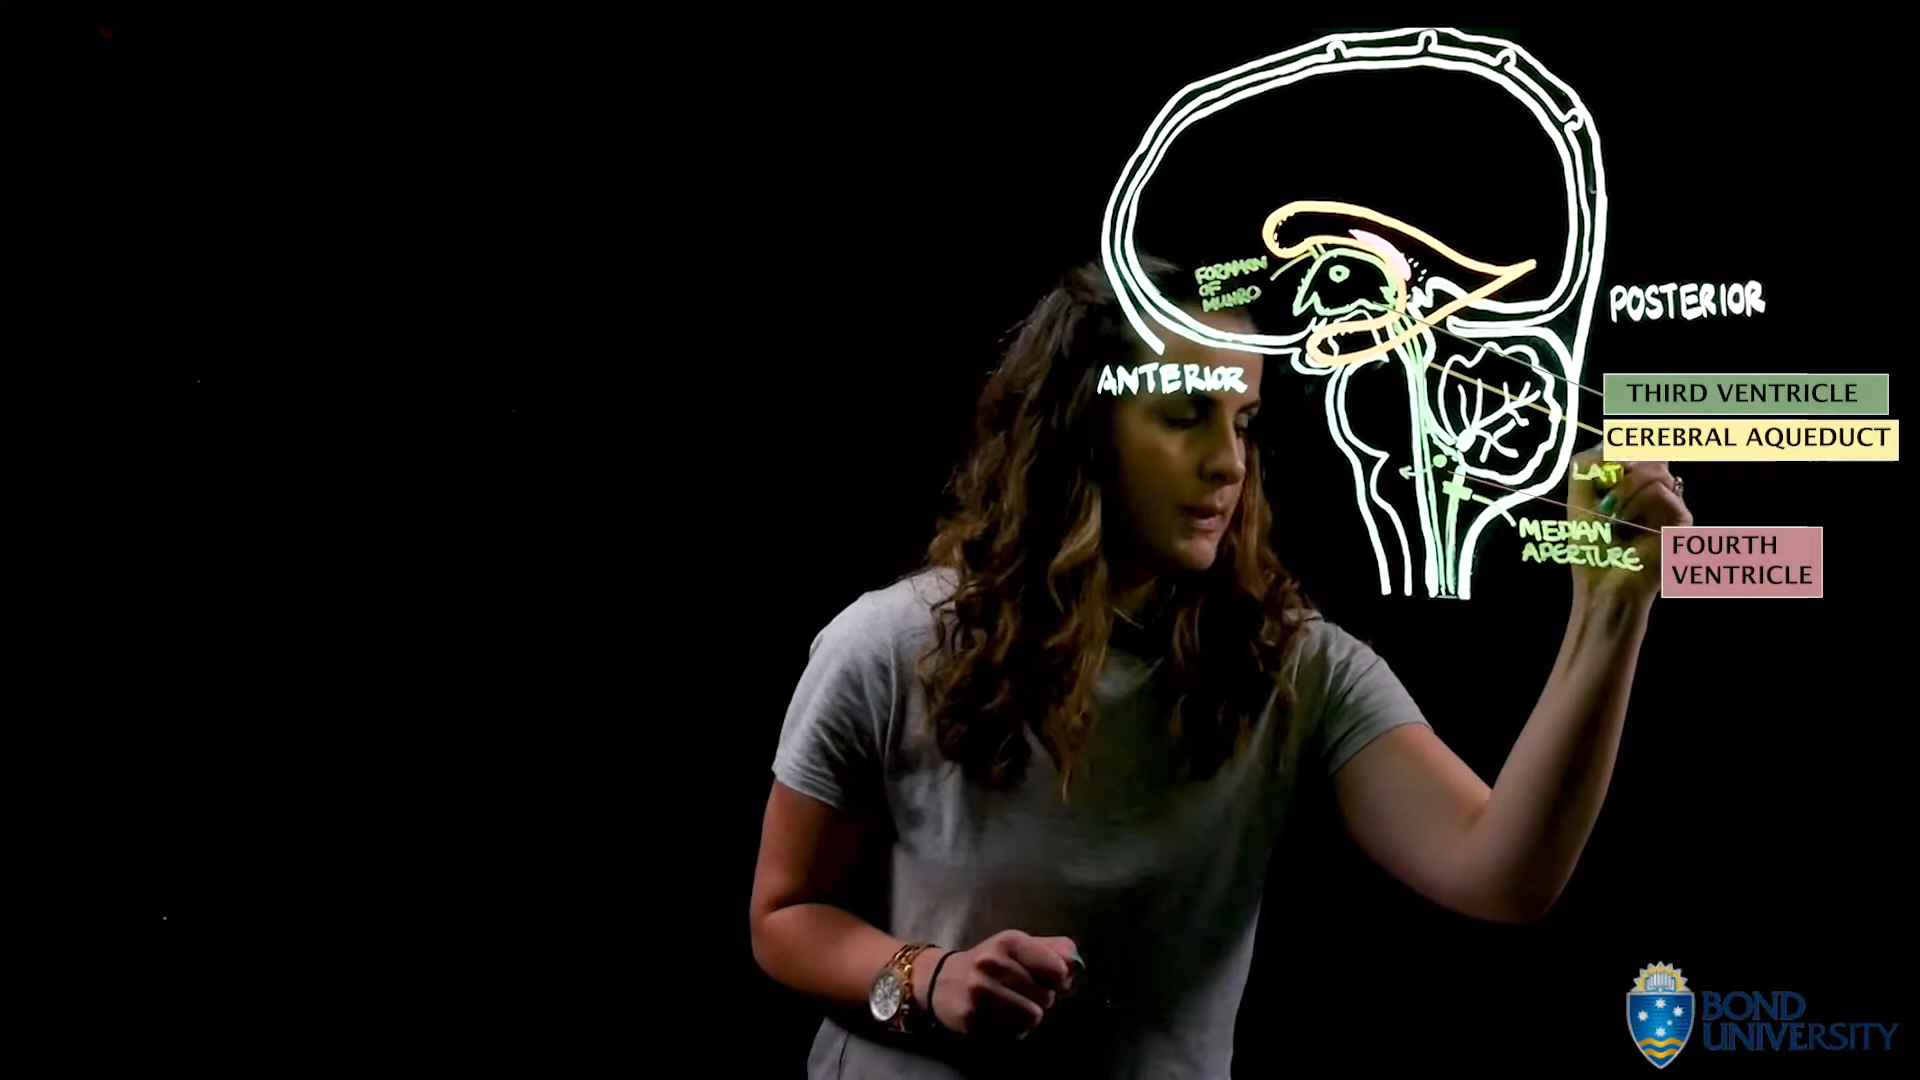 FORAMEN
OF
MUNRO
POSTERIOR
ANTERIOR
THIRD VENTRICLE
CEREBRAL AQUEDUCT
LAT
MEDIAN
APERTURE
FOURTH
VENTRICLE
BOND
UNIVERSITY